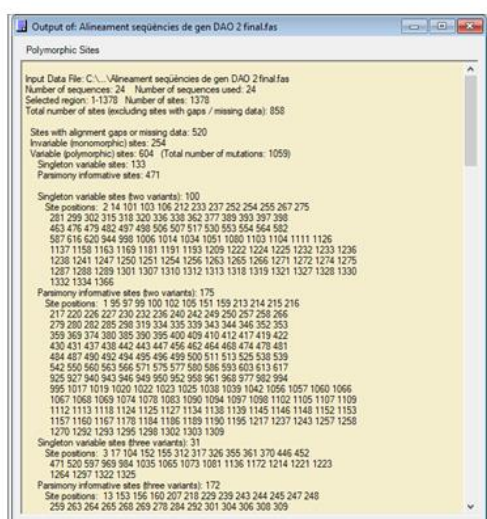 Output of: Alineament seqüències de gen DAO 2 final.fas
Polymorphic Sites
Input Data File: C:\...\Alineament seqüències de gen DAO 2 final.fas
Number of sequences: 24 Number of sequences used: 24
Selected region: 1-1378 Number of sites: 1378
Total number of sites (excluding sites with gaps / missing data): 858
Sites with alignment gaps or missing data: 520
Invariable (monomorphic) sites: 254
Variable (polymorphic) sites: 604 (Total number of mutations: 1059)
Singleton variable sites: 133
Parsimony informative sites: 471
Singleton variable sites (two variants): 100
Site positions: 2 14 101 103 106 212 233 237 252 254 255 267 275
281 299 302 315 318 320 336 338 362 377 389 393 397 398
463 476 479 482 497 498 506 507 517 530 553 554 564 582
587 616 620 944 998 1006 1014 1034 1051 1080 1103 1104 1111 1126
1137 1158 1163 1169 1181 1191 1193 1209 1222 1224 1225 1232 1233 1236
1238 1241 1247 1250 1251 1254 1256 1263 1265 1266 1271 1272 1274 1275
1287 1288 1289 1301 1307 1310 1312 1313 1318 1319 1321 1327 1328 1330
1332 1334 1366
Parsimony informative sites (two variants): 175
Site positions: 1 95 97 99 100 102 105 151 159 213 214 215 216
217 220 226 227 230 232 236 240 242 249 250 257 258 266
279 280 282 285 298 319 334 335 339 343 344 346 352 353
359 369 374 380 385 390 395 400 409 410 412 417 419 422
430 431 437 438 442 443 447 456 462 464 468 474 478 481
484 487 490 492 494 495 496 499 500 511 513 525 538 539
542 550 560 563 566 571 575 577 580 586 593 603 613 617
925 927 940 943 946 949 950 952 958 961 968 977 982 994
995 1017 1019 1020 1022 1023 1025 1038 1039 1042 1056 1057 1060 1066
1067 1068 1069 1074 1078 1083 1090 1094 1097 1098 1102 1105 1107 1109
1112 1113 1118 1124 1125 1127 1134 1138 1139 1145 1146 1148 1152 1153
1157 1160 1167 1178 1184 1186 1189 1190 1195 1217 1237 1243 1257 1258
1270 1292 1293 1295 1298 1302 1303 1309
Singleton variable sites (three variants): 31
Site positions: 3 17 104 152 155 312 317 326 355 361 370 446 452
471 520 597 969 984 1035 1065 1073 1081 1136 1172 1214 1221 1223
1264 1297 1322 1325
Parsimony informative sites (three variants): 172
Site positions: 13 153 156 160 207 218 229 239 243 244 245 247 248
259 263 264 265 268 269 278 284 292 301 304 306 308 309